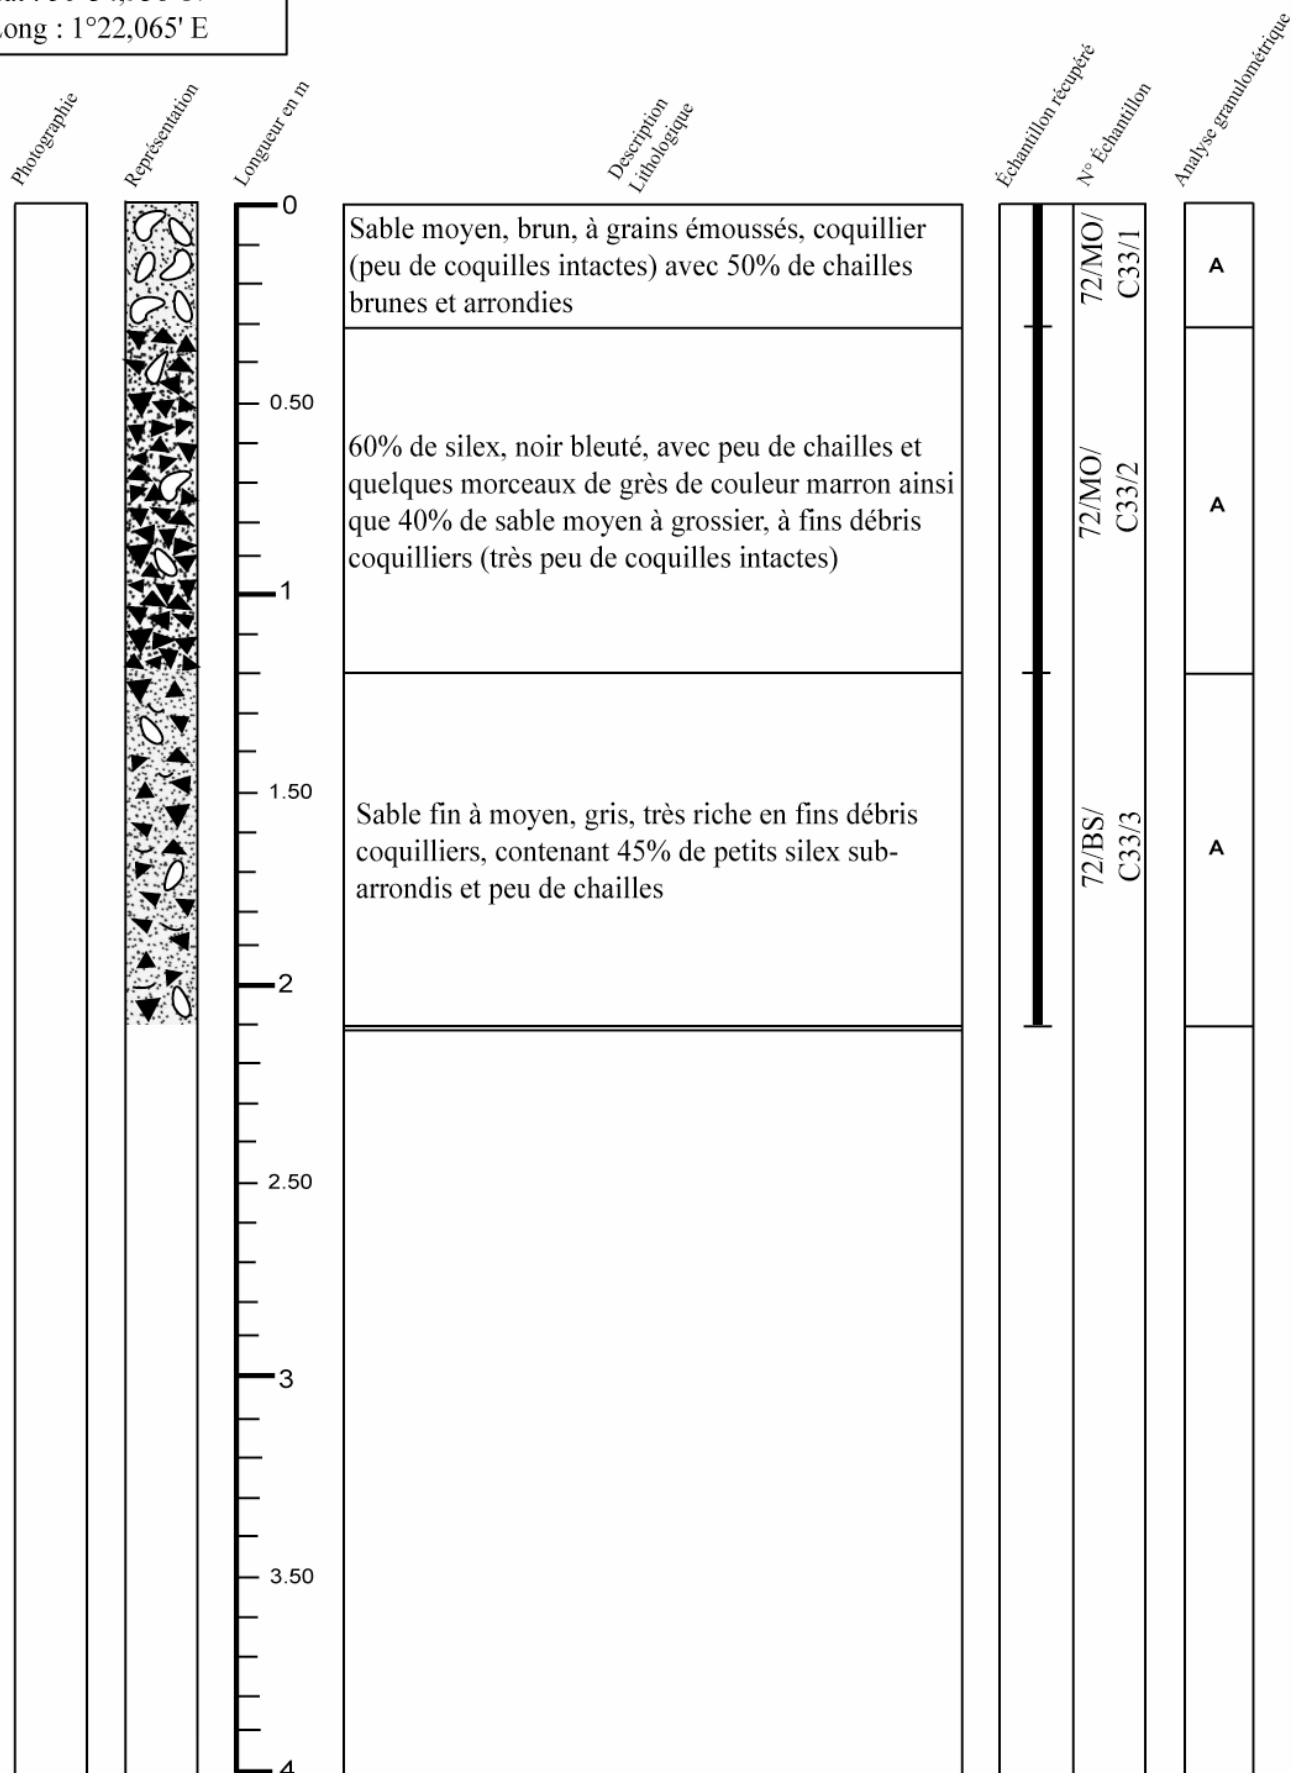 Long : 1°22,065' E
Photographie
Représentation
Longueur en m
Description
Lithologique
Échantillon récupéré
N° Échantillon
Analyse granulométrique
0
Sable moyen, brun, à grains émoussés, coquillier
(peu de coquilles intactes) avec 50% de chailles
brunes et arrondies
72/MO/
C33/1
A
0.50
60% de silex, noir bleuté, avec peu de chailles et
quelques morceaux de grès de couleur marron ainsi
que 40% de sable moyen à grossier, à fins débris
coquilliers (très peu de coquilles intactes)
72/MO/
C33/2
A
1
1.50
Sable fin à moyen, gris, très riche en fins débris
coquilliers, contenant 45% de petits silex sub-
arrondis et peu de chailles
72/BS/
C33/3
A
2
2.50
3
3.50
4